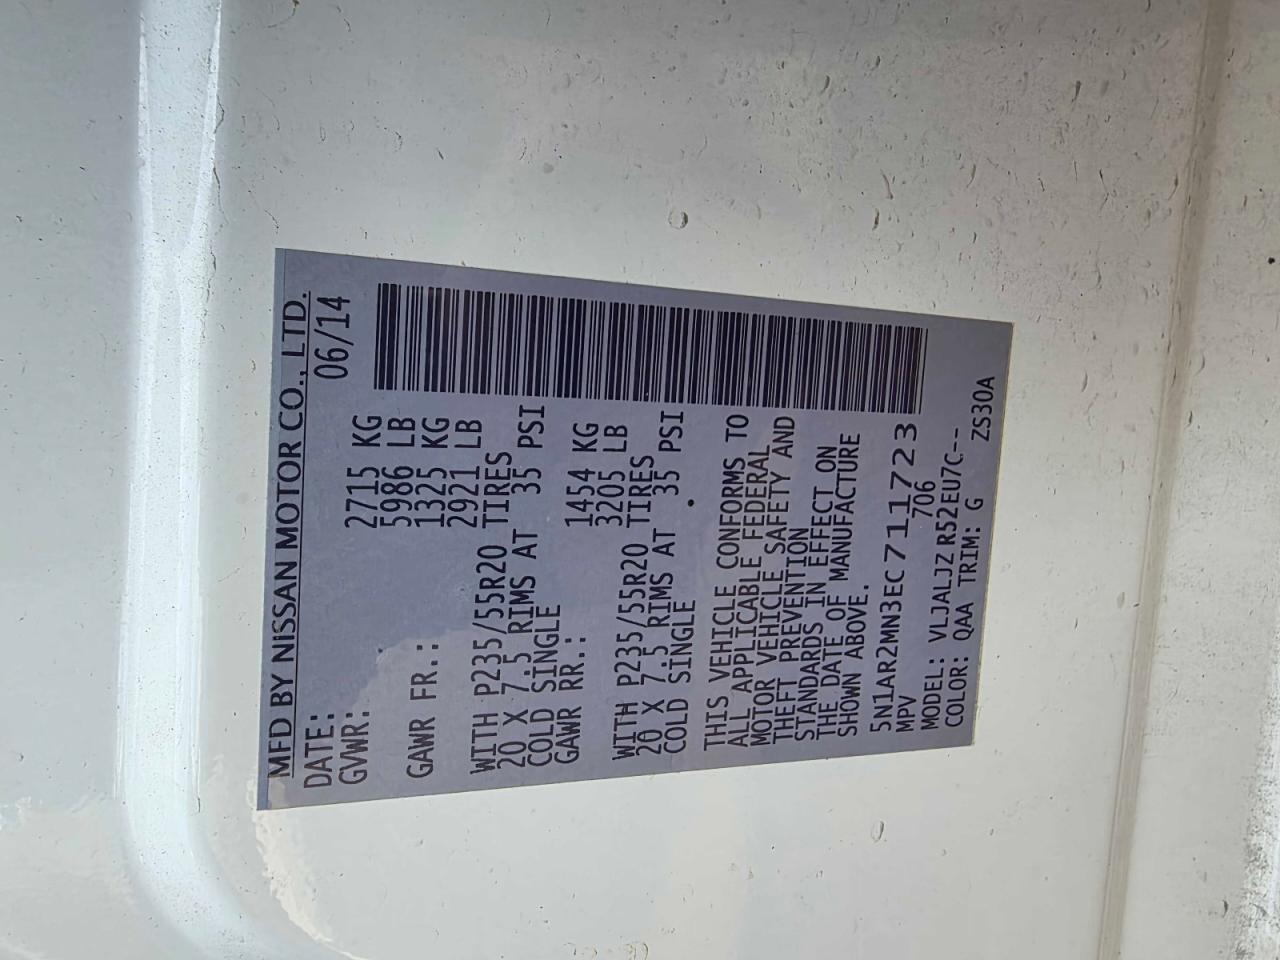 MFD BY NISSAN MOTOR CO., LTD.
DATE: 06/14
GVWR: 2715 KG
5986 LB
GAWR FR.: 1325 KG
2921 LB
WITH P235/55R20 TIRES
20 X 7.5 RIMS AT 35 PSI
COLD SINGLE
GAWR RR.: 1454 KG
3205 LB
WITH P235/55R20 TIRES
20 X 7.5 RIMS AT 35 PSI
COLD SINGLE
THIS VEHICLE CONFORMS TO
ALL APPLICABLE FEDERAL
MOTOR VEHICLE SAFETY AND
THEFT PREVENTION
STANDARDS IN EFFECT ON
THE DATE OF MANUFACTURE
SHOWN ABOVE.
5N1AR2MN3EC711723
MPV 706
MODEL: VLJALJZ R52EU7C--
COLOR: QAA TRIM: G ZS30A